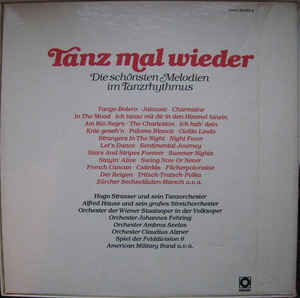 Tanz mal wieder
Die schönsten Melodien
im Tanzrhythmus
Tango Bolero · Jalousie · Charmaine
In The Mood · Ich tanze mit dir in den Himmel hinein
Am Rio Negro · The Charleston · Ich hab' dein
Knie geseh'n · Paloma Blanca · Cielito Lindo
Strangers In The Night · Night Fever
Let's Dance · Sentimental Journey
Stars And Stripes Forever · Summer Nights
Stayin' Alive · Swing Now Or Never
French Cancan · Csárdás · Pflichtspendenpolka
Der Reigen · Tritsch-Tratsch-Polka
Zürcher Sechseläuten Marsch u.v.a.
Hugo Strasser und sein Tanzorchester
Alfred Hause und sein großes Streichorchester
Orchester der Wiener Staatsoper in der Volksoper
Orchester Johannes Fehring
Orchester Ambros Seelos
Orchester Claudius Alzner
Spiel der Felddivision 6
American Military Band u.v.a.